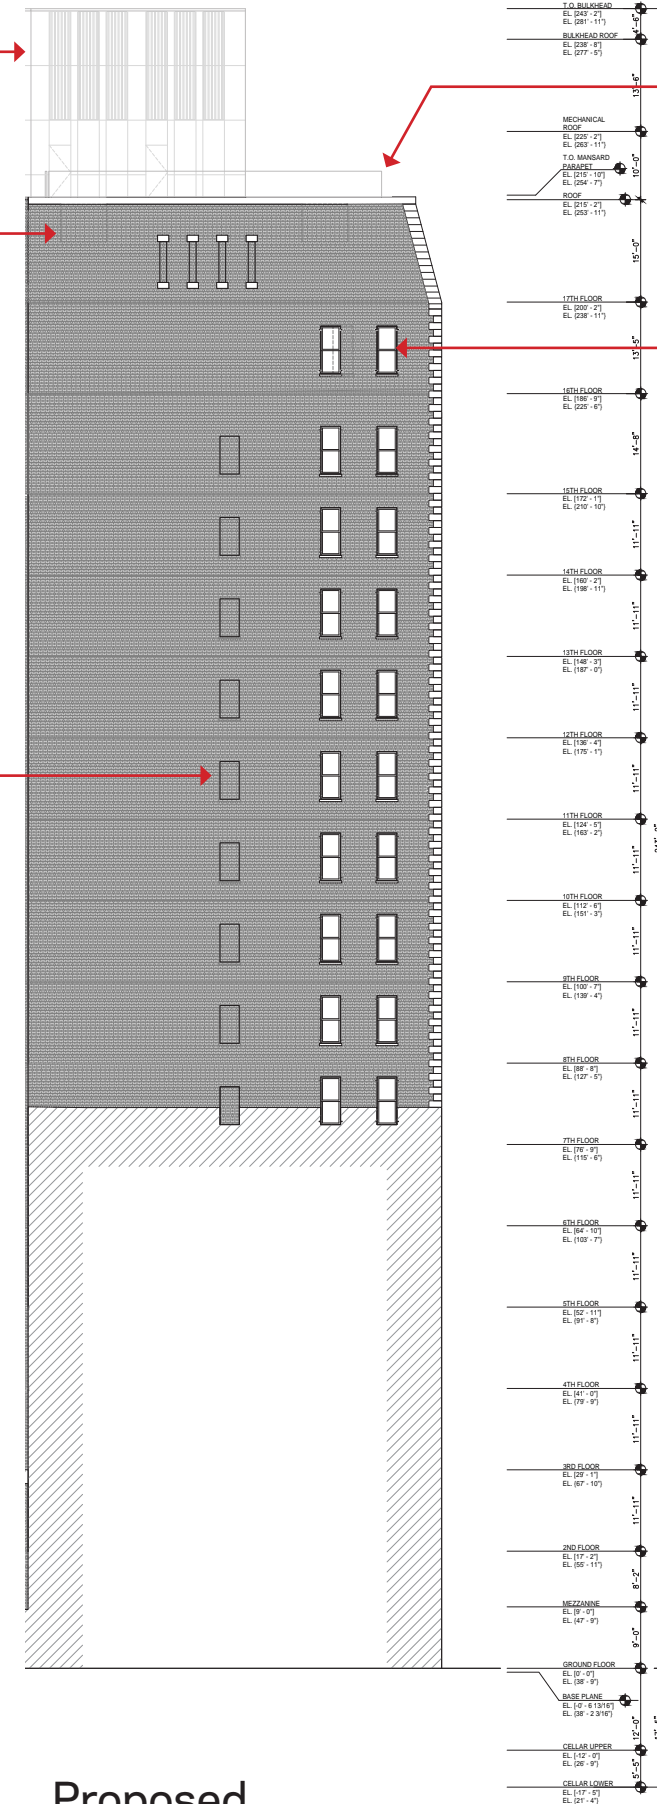 T.O. BULKHEAD
EL. [243' - 2"]
EL. {281' - 11"}
4'-6"
BULKHEAD ROOF
EL. [238' - 8"]
EL. {277' - 5"}
13'-6"
MECHANICAL
ROOF
EL. [225' - 2"]
EL. {263' - 11"}
10'-0"
T.O. MANSARD
PARAPET
EL. [215' - 10"]
EL. {254' - 7"}
ROOF
EL. [215' - 2"]
EL. {253' - 11"}
15'-0"
17TH FLOOR
EL. [200' - 2"]
EL. {238' - 11"}
13'-5"
16TH FLOOR
EL. [186' - 9"]
EL. {225' - 6"}
14'-8"
15TH FLOOR
EL. [172' - 1"]
EL. {210' - 10"}
11'-11"
14TH FLOOR
EL. [160' - 2"]
EL. {198' - 11"}
11'-11"
13TH FLOOR
EL. [148' - 3"]
EL. {187' - 0"}
11'-11"
12TH FLOOR
EL. [136' - 4"]
EL. {175' - 1"}
11'-11"
11TH FLOOR
EL. [124' - 5"]
EL. {163' - 2"}
11'-11"
10TH FLOOR
EL. [112' - 6"]
EL. {151' - 3"}
11'-11"
9TH FLOOR
EL. [100' - 7"]
EL. {139' - 4"}
11'-11"
8TH FLOOR
EL. [88' - 8"]
EL. {127' - 5"}
11'-11"
7TH FLOOR
EL. [76' - 9"]
EL. {115' - 6"}
11'-11"
6TH FLOOR
EL. [64' - 10"]
EL. {103' - 7"}
11'-11"
5TH FLOOR
EL. [52' - 11"]
EL. {91' - 8"}
11'-11"
4TH FLOOR
EL. [41' - 0"]
EL. {79' - 9"}
11'-11"
3RD FLOOR
EL. [29' - 1"]
EL. {67' - 10"}
11'-11"
2ND FLOOR
EL. [17' - 2"]
EL. {55' - 11"}
8'-2"
MEZZANINE
EL. [9' - 0"]
EL. {47' - 9"}
9'-0"
GROUND FLOOR
EL. [0' - 0"]
EL. {38' - 9"}
BASE PLANE
EL. [-0' - 6 13/16"]
EL. {38' - 2 3/16"}
12'-0"
CELLAR UPPER
EL. [-12' - 0"]
EL. {26' - 9"}
5'-5"
CELLAR LOWER
EL. [-17' - 5"]
EL. {21' - 4"}
Proposed